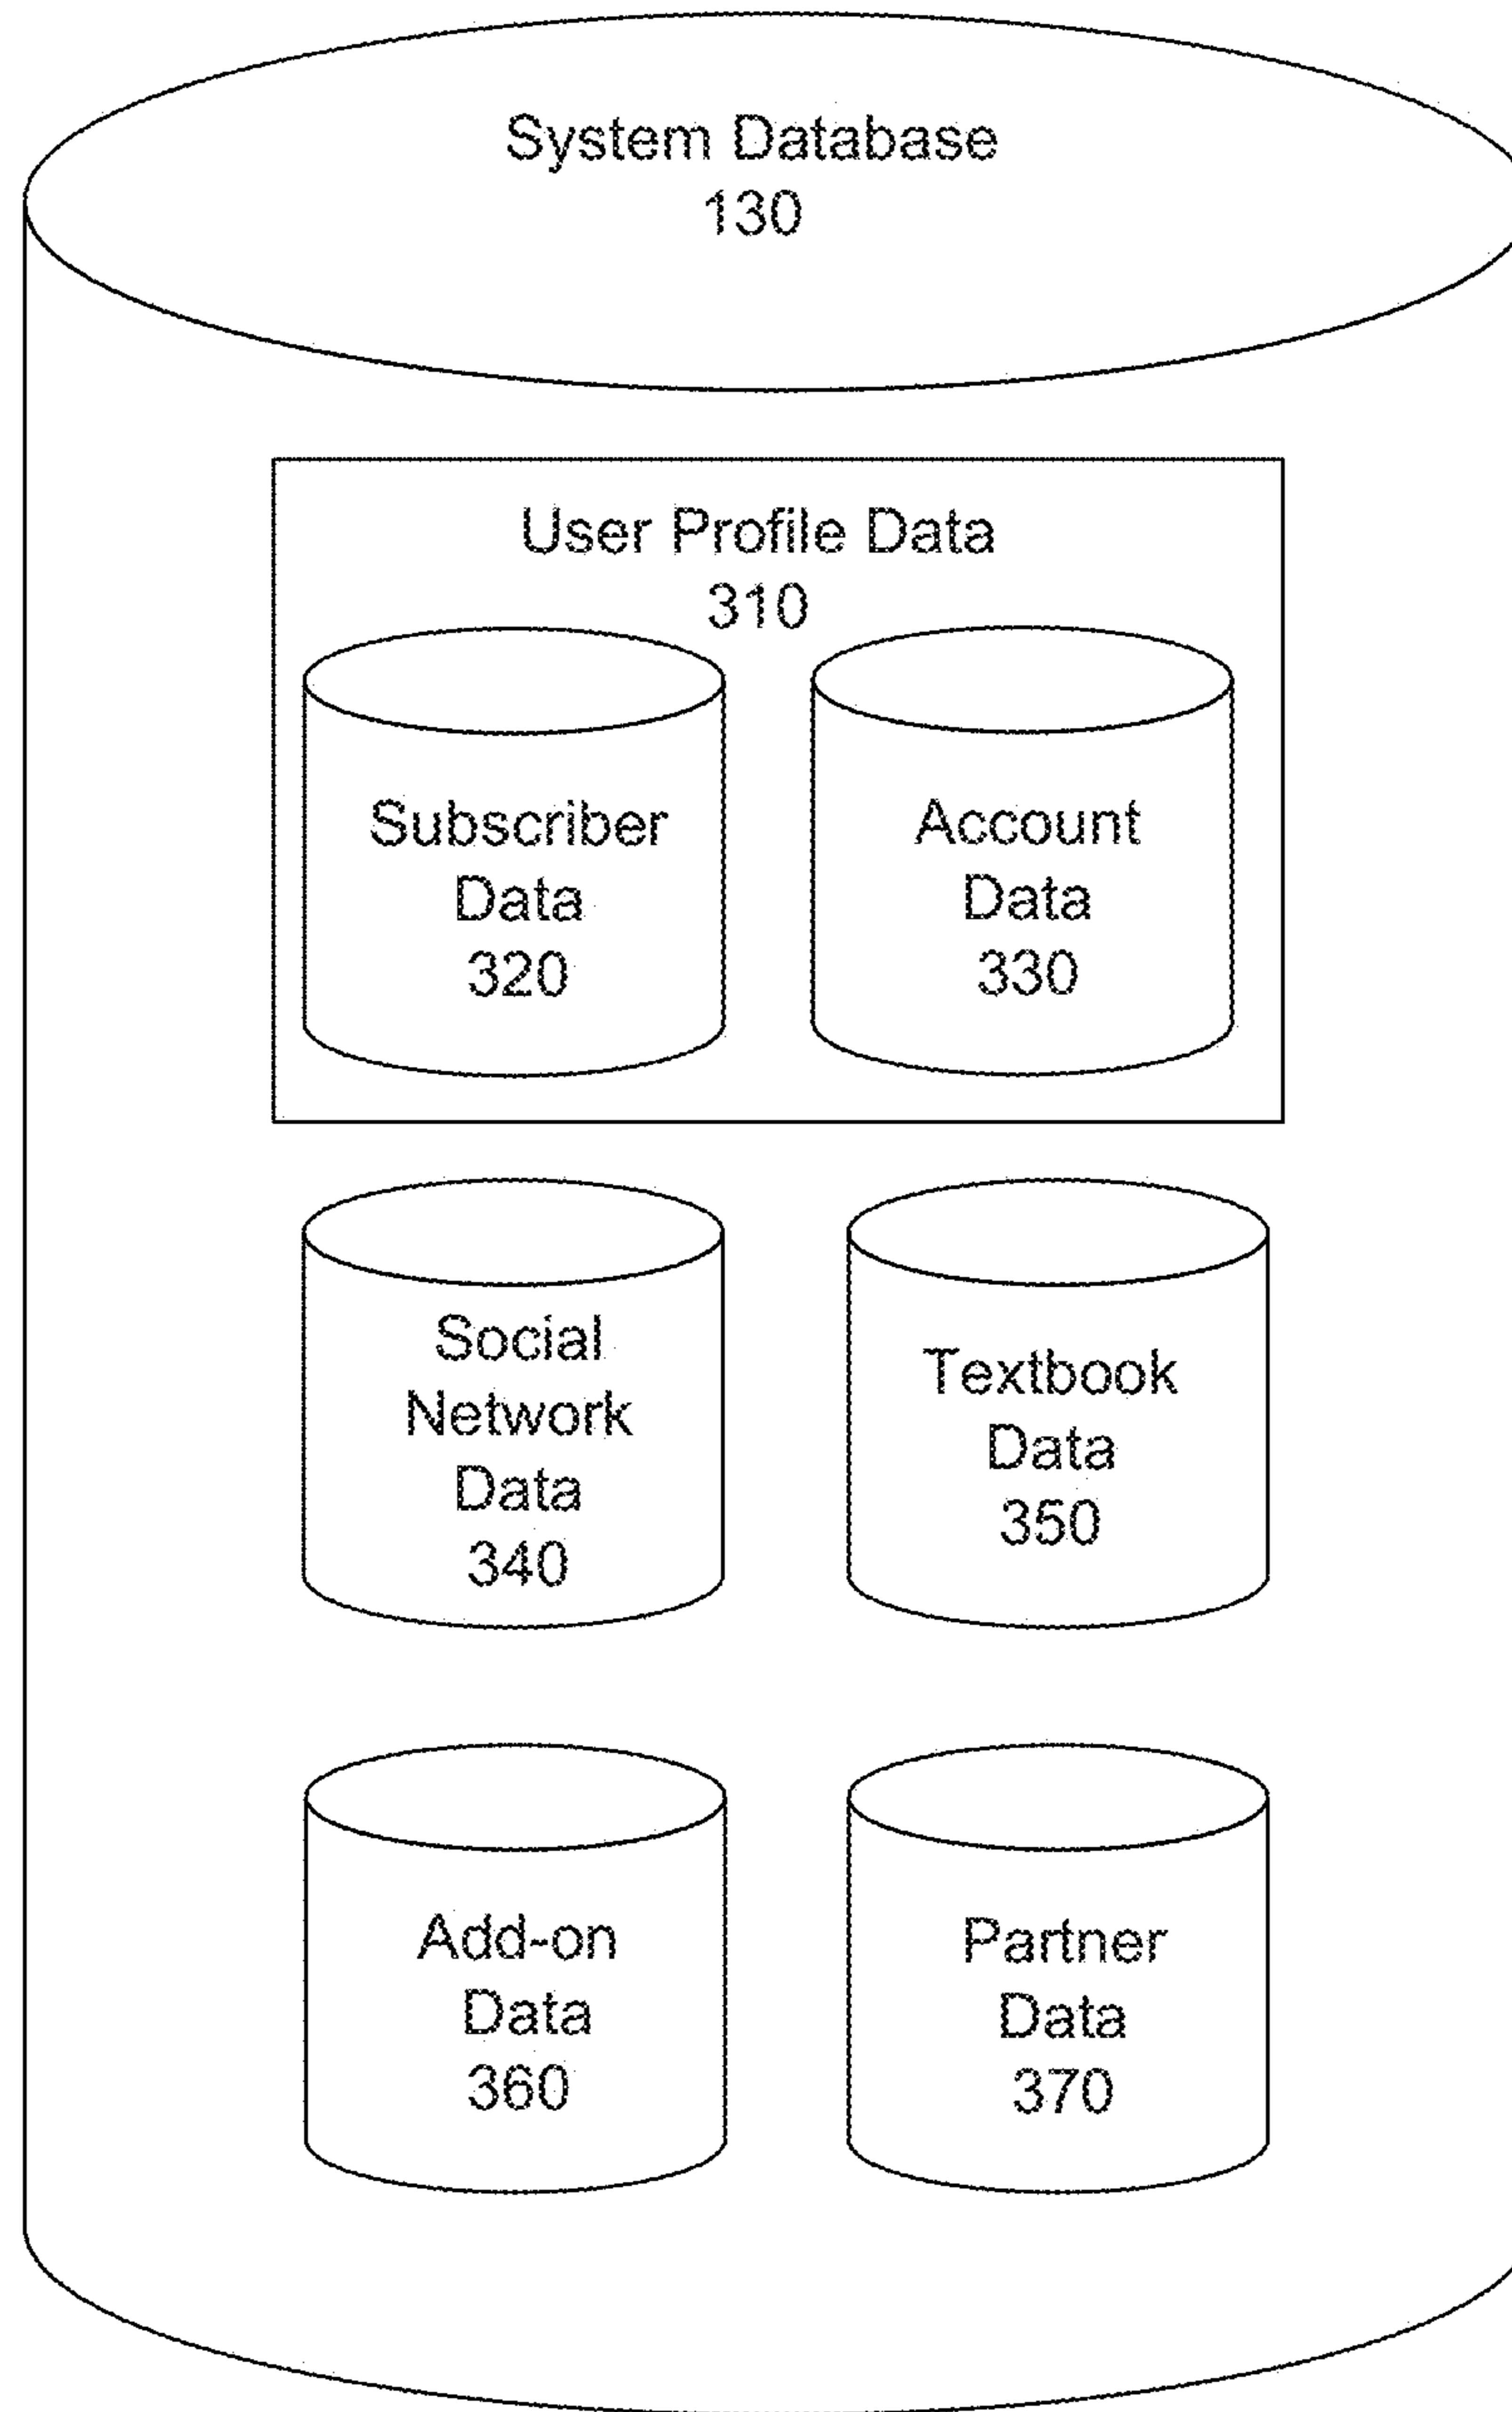 System Database
130
User Profile Data
310
Subscriber
Data
320
Account
Data
330
Social
Network
Data
340
Textbook
Data
350
Add-on
Data
360
Partner
Data
370